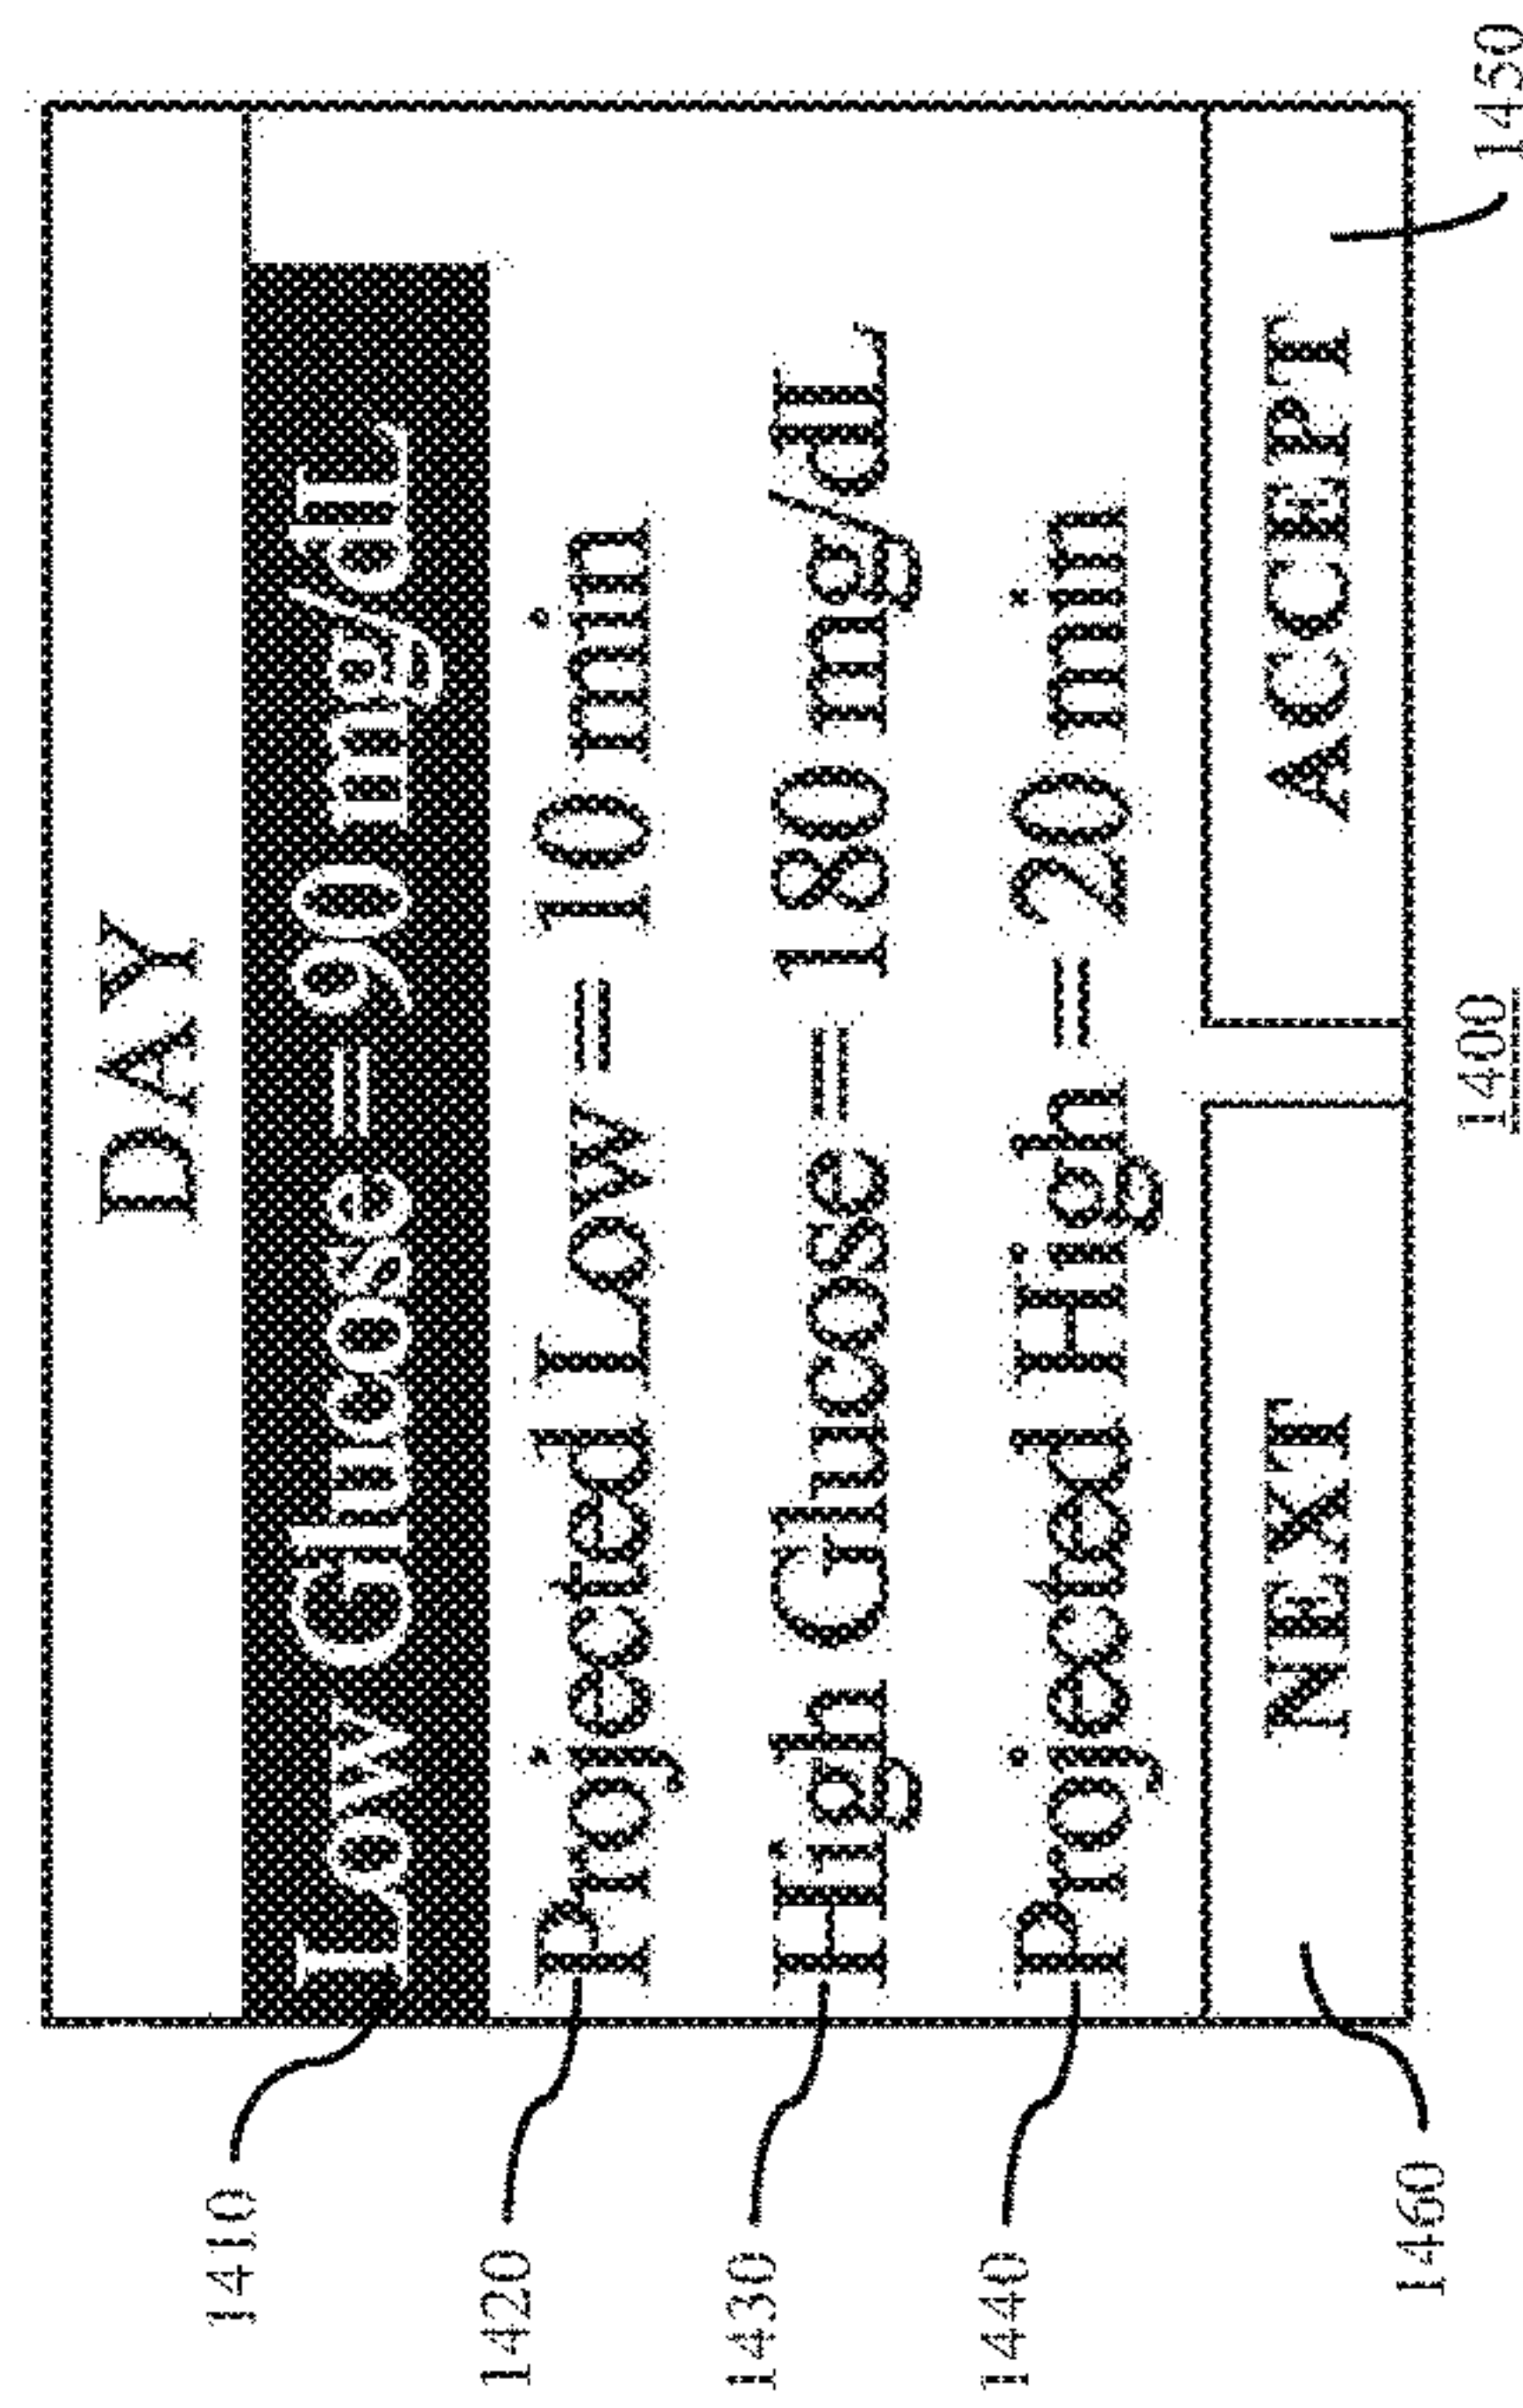 DAY
1410 Low Glucose = 90 mg/dL
1420 Projected Low = 10 min
1430 High Glucose = 180 mg/dL
1440 Projected High = 20 min
NEXT ACCEPT
1460 1400 1450